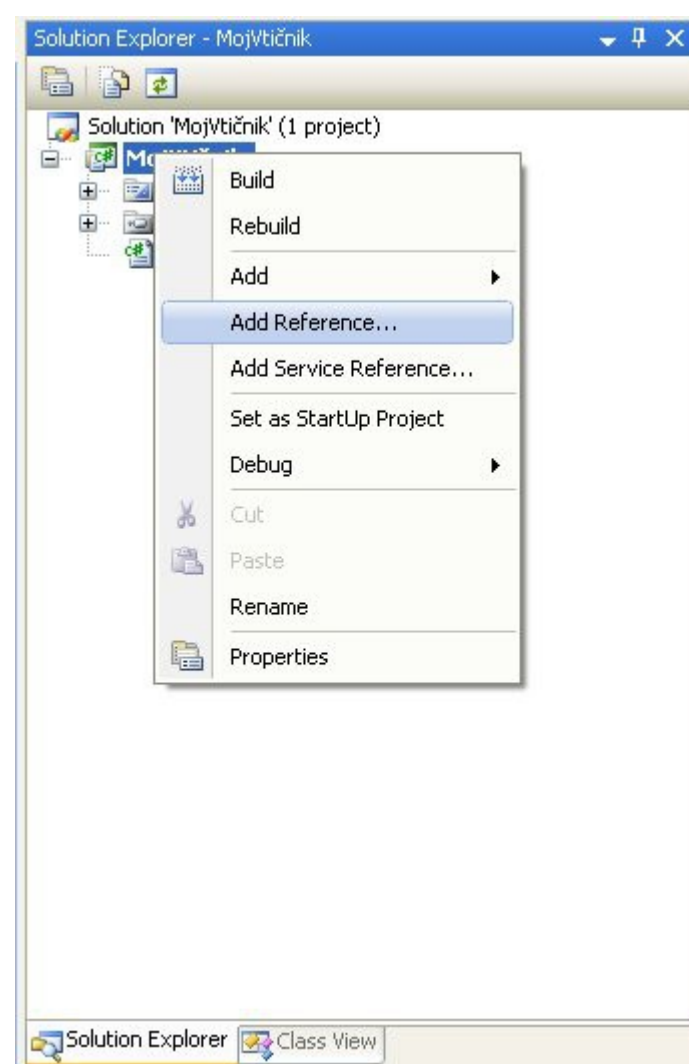 Solution Explorer - MojVtičnik
Solution 'MojVtičnik' (1 project)
Build
Rebuild
Add
Add Reference...
Add Service Reference...
Set as StartUp Project
Debug
Cut
Paste
Rename
Properties
Solution Explorer
Class View